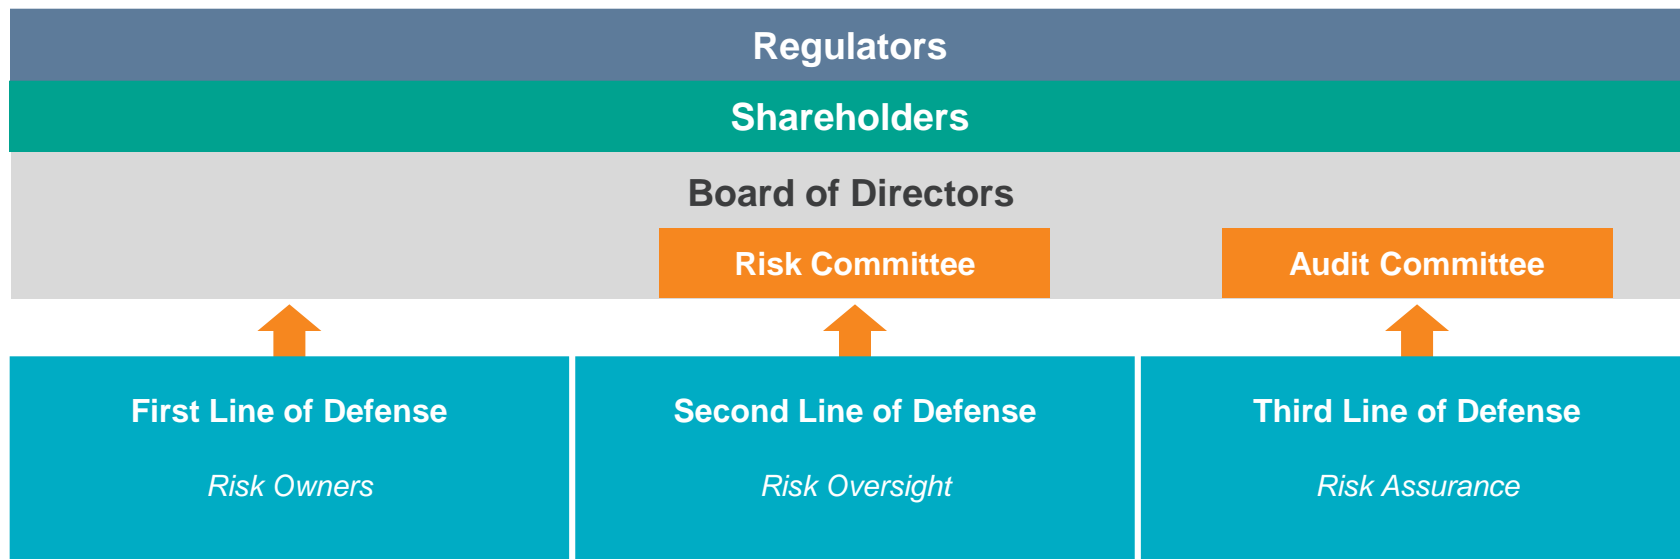 Regulators
Shareholders
Board of Directors
Risk Committee
Audit Committee
First Line of Defense
Risk Owners
Second Line of Defense
Risk Oversight
Third Line of Defense
Risk Assurance